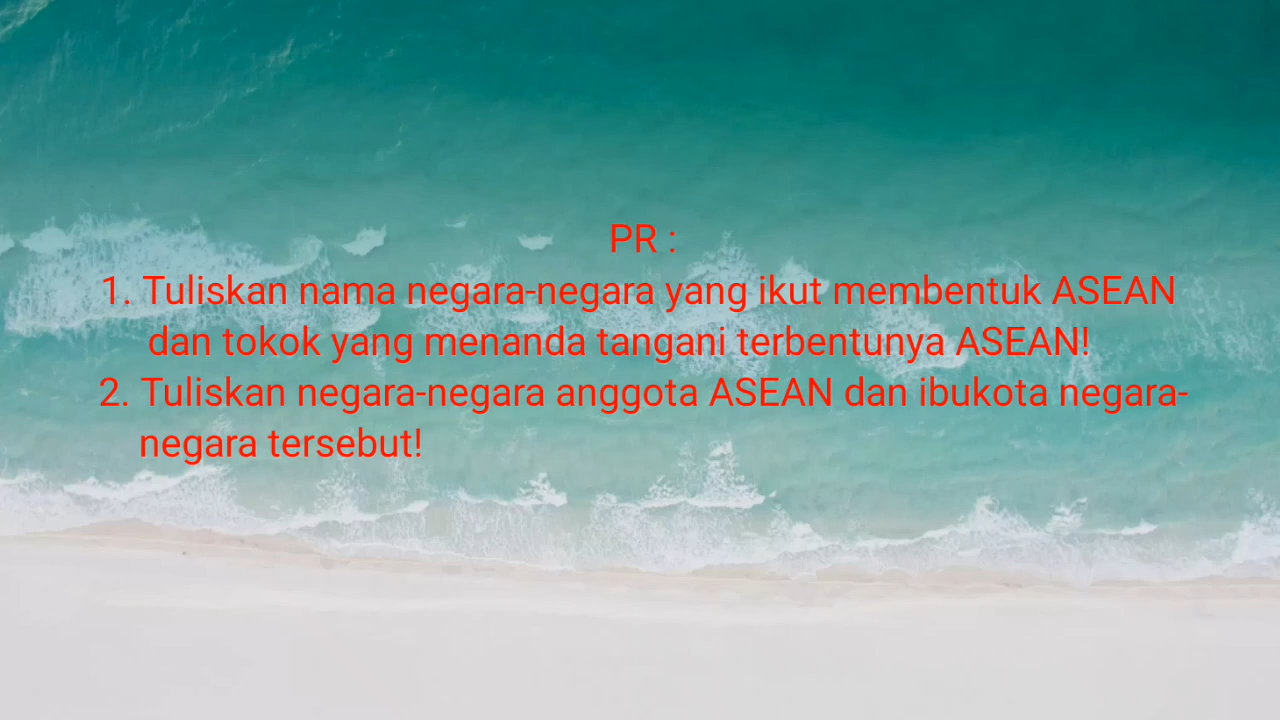 PR :
1. Tuliskan nama negara-negara yang ikut membentuk ASEAN
dan tokok yang menanda tangani terbentunya ASEAN!
2. Tuliskan negara-negara anggota ASEAN dan ibukota negara-
negara tersebut!